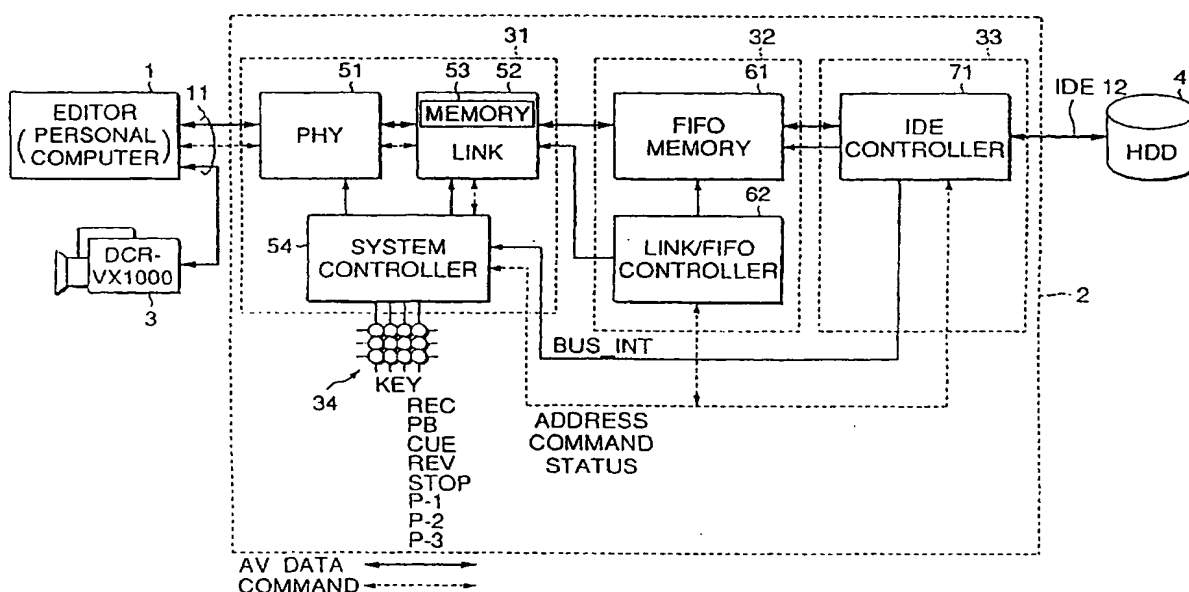 31
32
33
1
11
51
53 52
61
71
4
EDITOR
(PERSONAL
COMPUTER)
PHY
MEMORY
LINK
FIFO
MEMORY
IDE
CONTROLLER
IDE 12
HDD
62
54
SYSTEM
CONTROLLER
LINK/FIFO
CONTROLLER
DCR-
VX1000
3
2
BUS_INT
34
KEY
REC
PB
CUE
REV
STOP
P-1
P-2
P-3
ADDRESS
COMMAND
STATUS
AV DATA
COMMAND